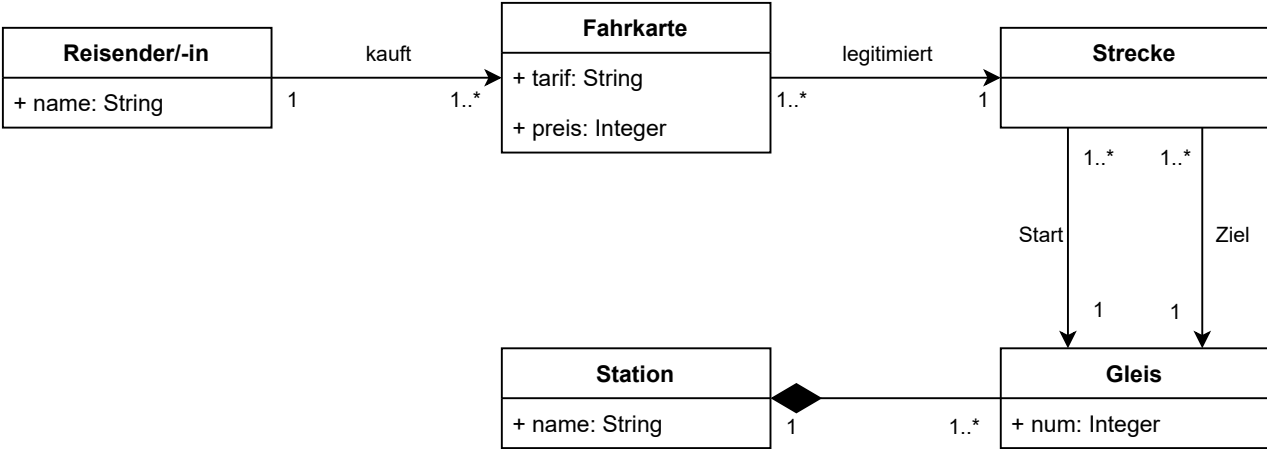 Reisender/-in
+ name: String
kauft
1
1..*
Fahrkarte
+ tarif: String
+ preis: Integer
legitimiert
1..*
1
Strecke
1..*
1..*
Start
Ziel
1
1
Station
+ name: String
1
1..*
Gleis
+ num: Integer